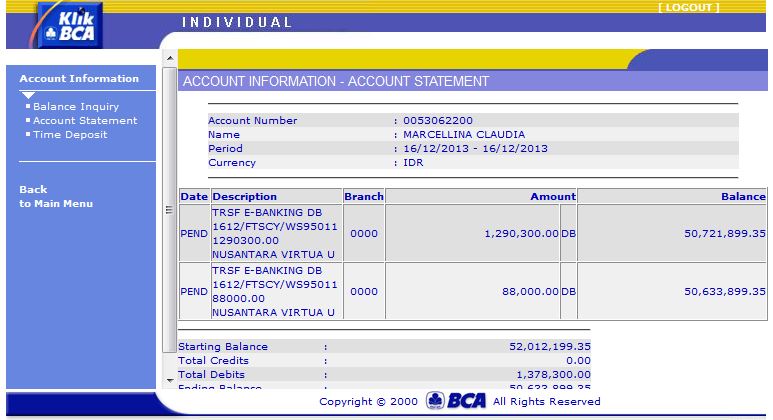 [ LOGOUT ]
Klik
BCA
INDIVIDUAL
Account Information
Balance Inquiry
Account Statement
Time Deposit
Back
to Main Menu
ACCOUNT INFORMATION - ACCOUNT STATEMENT
Account Number : 0053062200
Name : MARCELLINA CLAUDIA
Period : 16/12/2013 - 16/12/2013
Currency : IDR
Date Description Branch Amount Balance
TRSF E-BANKING DB
1612/FTSCY/WS95011
PEND 1290300.00 0000 1,290,300.00 DB 50,721,899.35
NUSANTARA VIRTUA U
TRSF E-BANKING DB
1612/FTSCY/WS95011
PEND 88000.00 0000 88,000.00 DB 50,633,899.35
NUSANTARA VIRTUA U
Starting Balance : 52,012,199.35
Total Credits : 0.00
Total Debits : 1,378,300.00
Ending Balance : 50,633,899.35
Copyright © 2000 BCA All Rights Reserved